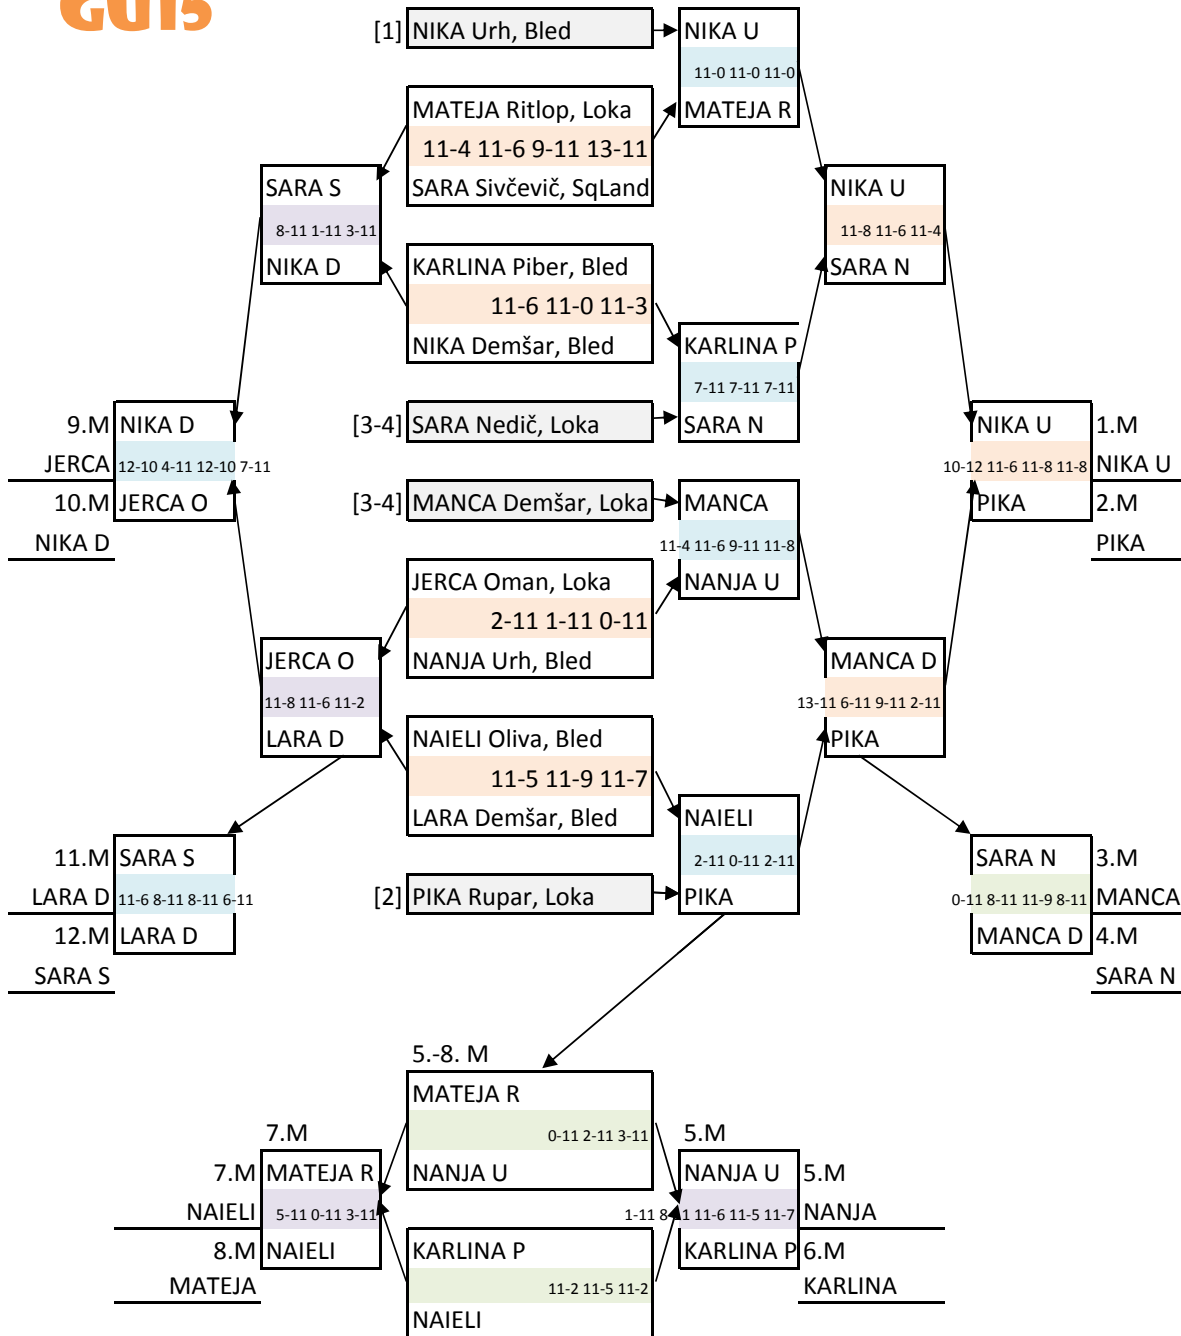 GU15
[1] NIKA Urh, Bled
NIKA U
11-0 11-0 11-0
MATEJA R
MATEJA Ritlop, Loka
11-4 11-6 9-11 13-11
SARA Sivčevič, SqLand
SARA S
8-11 1-11 3-11
NIKA D
NIKA U
11-8 11-6 11-4
SARA N
KARLINA Piber, Bled
11-6 11-0 11-3
NIKA Demšar, Bled
KARLINA P
7-11 7-11 7-11
SARA N
[3-4] SARA Nedič, Loka
9.M NIKA D
JERCA 12-10 4-11 12-10 7-11
10.M JERCA O
NIKA D
NIKA U 1.M
10-12 11-6 11-8 11-8 NIKA U
PIKA 2.M
PIKA
[3-4] MANCA Demšar, Loka
MANCA
11-4 11-6 9-11 11-8
NANJA U
JERCA Oman, Loka
2-11 1-11 0-11
NANJA Urh, Bled
JERCA O
11-8 11-6 11-2
LARA D
MANCA D
13-11 6-11 9-11 2-11
PIKA
NAIELI Oliva, Bled
11-5 11-9 11-7
LARA Demšar, Bled
NAIELI
2-11 0-11 2-11
PIKA
[2] PIKA Rupar, Loka
11.M SARA S
LARA D 11-6 8-11 8-11 6-11
12.M LARA D
SARA S
SARA N 3.M
0-11 8-11 11-9 8-11 MANCA
MANCA D 4.M
SARA N
5.-8. M
MATEJA R
0-11 2-11 3-11
NANJA U
7.M
7.M MATEJA R
NAIELI 5-11 0-11 3-11
8.M NAIELI
MATEJA
5.M
NANJA U 5.M
1-11 8-11 11-6 11-5 11-7 NANJA
KARLINA P 6.M
KARLINA
KARLINA P
11-2 11-5 11-2
NAIELI